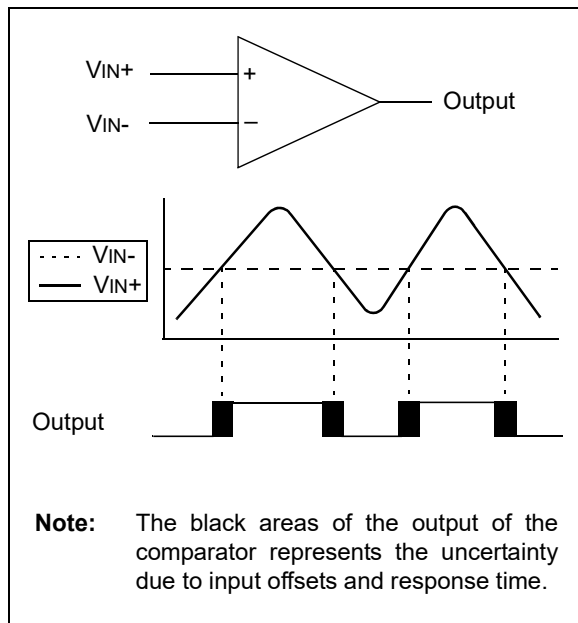 VIN+
+
Output
VIN-
–
VIN-
VIN+
Output
Note: The black areas of the output of the
comparator represents the uncertainty
due to input offsets and response time.